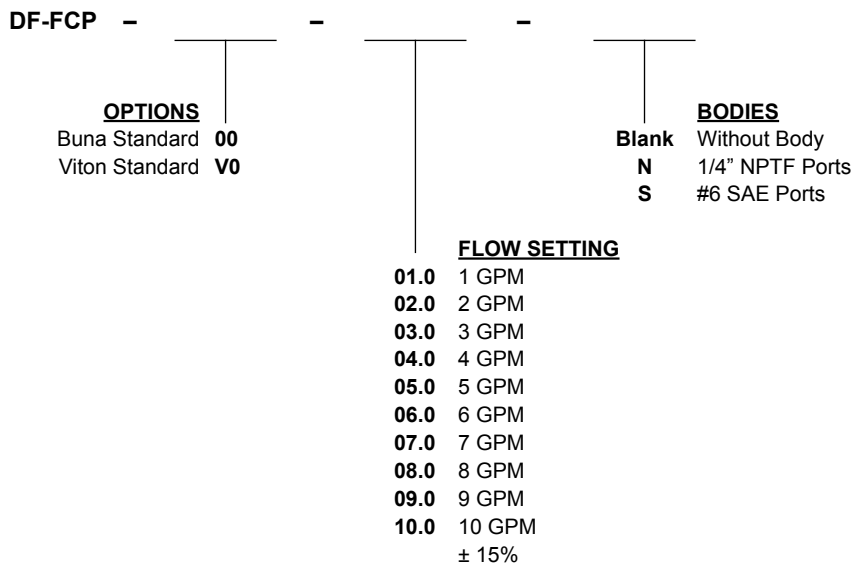 DF-FCP – – –
OPTIONS
Buna Standard 00
Viton Standard V0
BODIES
Blank Without Body
N 1/4” NPTF Ports
S #6 SAE Ports
FLOW SETTING
01.0 1 GPM
02.0 2 GPM
03.0 3 GPM
04.0 4 GPM
05.0 5 GPM
06.0 6 GPM
07.0 7 GPM
08.0 8 GPM
09.0 9 GPM
10.0 10 GPM
± 15%